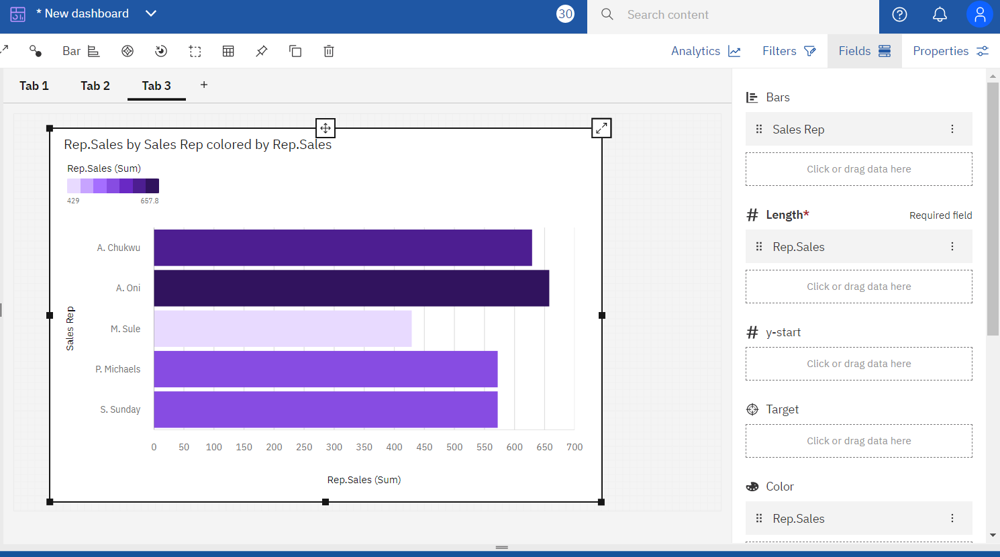 * New dashboard
30
Search content
Bar
Analytics
Filters
Fields
Properties
Tab 1
Tab 2
Tab 3
+
Rep.Sales by Sales Rep colored by Rep.Sales
Rep.Sales (Sum)
429 657.8
A. Chukwu
A. Oni
M. Sule
P. Michaels
S. Sunday
Sales Rep
0 50 100 150 200 250 300 350 400 450 500 550 600 650 700
Rep.Sales (Sum)
Bars
Sales Rep
Click or drag data here
# Length* Required field
Rep.Sales
Click or drag data here
# y-start
Click or drag data here
Target
Click or drag data here
Color
Rep.Sales